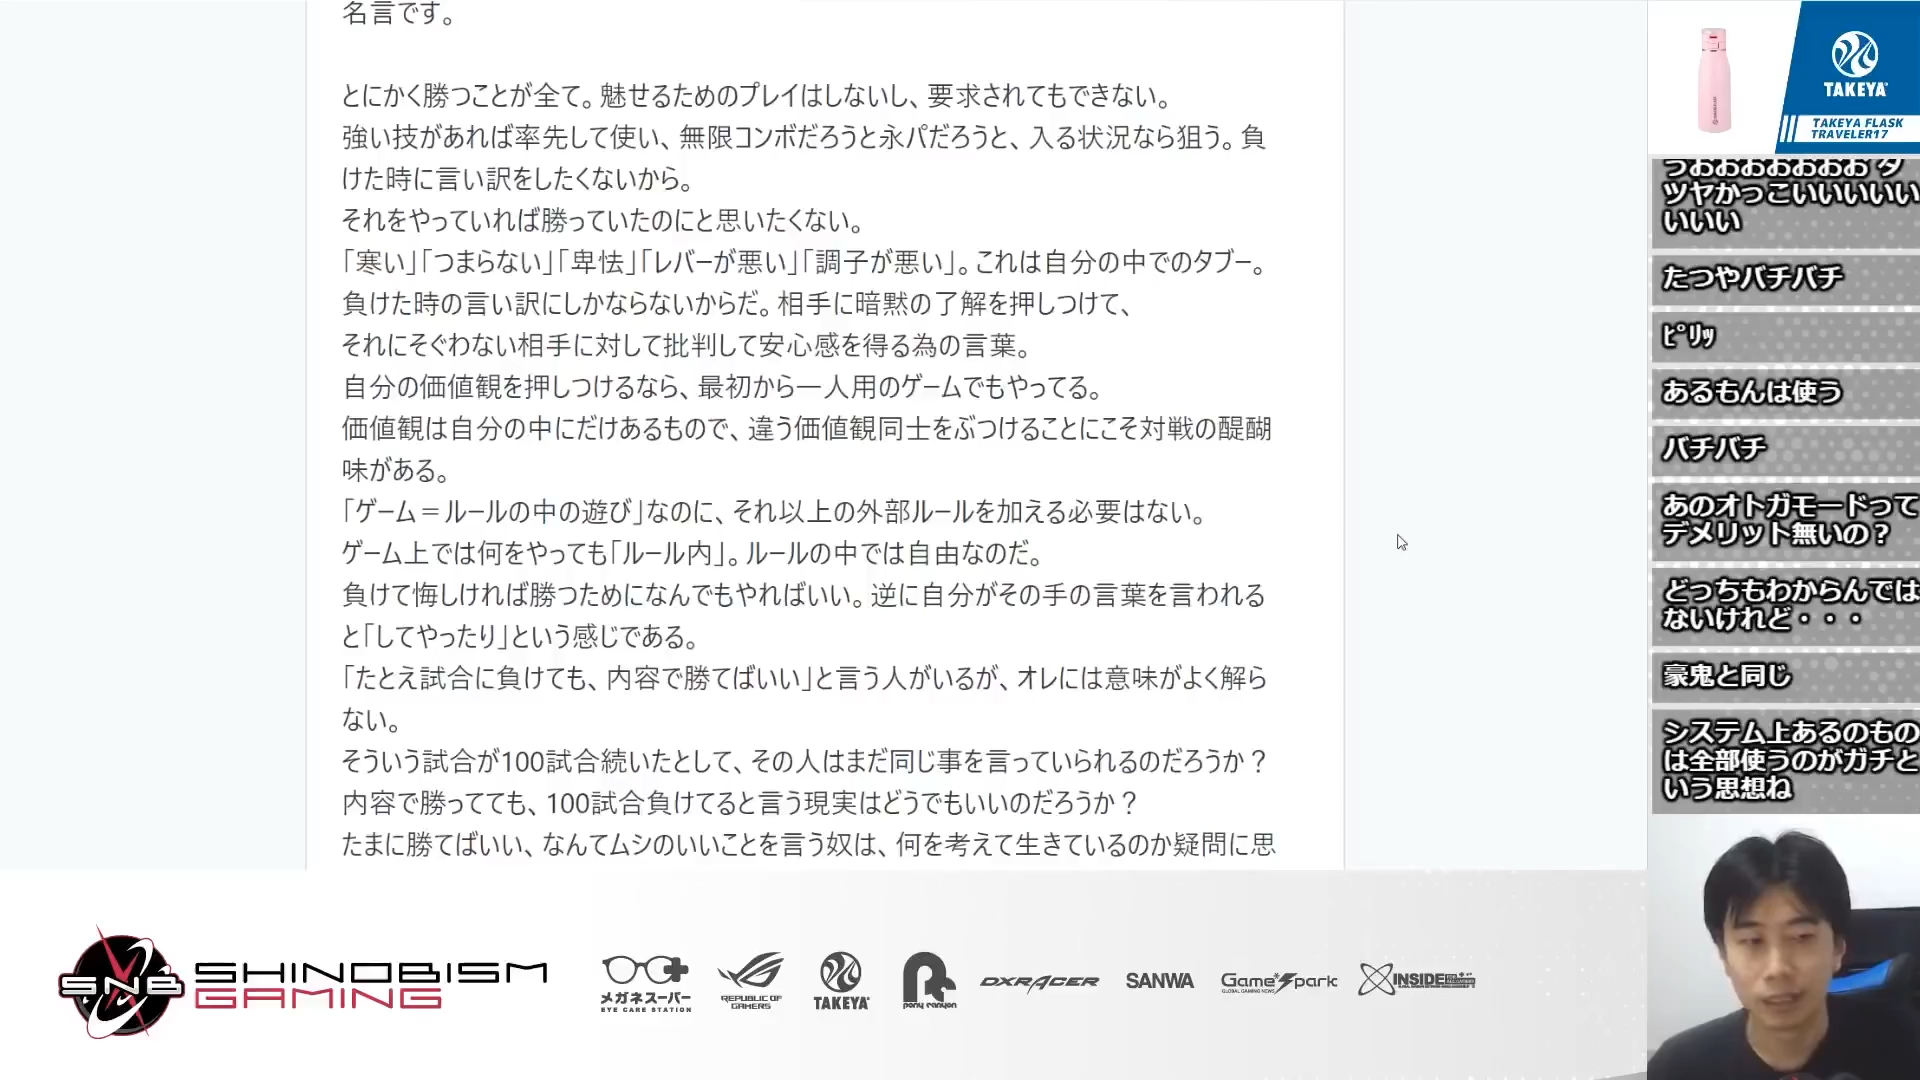 名言です。
とにかく勝つことが全て。魅せるためのプレイはしないし、要求されてもできない。
強い技があれば率先して使い、無限コンボだろうと永パだろうと、入る状況なら狙う。負
けた時に言い訳をしたくないから。
それをやっていれば勝っていたのにと思いたくない。
「寒い」「つまらない」「卑怯」「レバーが悪い」「調子が悪い」。これは自分の中でのタブー。
負けた時の言い訳にしかならないからだ。相手に暗黙の了解を押しつけて、
それにそぐわない相手に対して批判して安心感を得る為の言葉。
自分の価値観を押しつけるなら、最初から一人用のゲームでもやってる。
価値観は自分の中にだけあるもので、違う価値観同士をぶつけることにこそ対戦の醍醐
味がある。
「ゲーム＝ルールの中の遊び」なのに、それ以上の外部ルールを加える必要はない。
ゲーム上では何をやっても「ルール内」。ルールの中では自由なのだ。
負けて悔しければ勝つためになんでもやればいい。逆に自分がその手の言葉を言われる
と「してやったり」という感じである。
「たとえ試合に負けても、内容で勝てばいい」と言う人がいるが、オレには意味がよく解ら
ない。
そういう試合が100試合続いたとして、その人はまだ同じ事を言っていられるのだろうか？
内容で勝ってても、100試合負けてると言う現実はどうでもいいのだろうか？
たまに勝てばいい、なんてムシのいいことを言う奴は、何を考えて生きているのか疑問に思
TAKEYA
TAKEYA FLASK
TRAVELER17
うおおおおおおお タ
ツヤかっこいいいいい
いいい
たつやバチバチ
ﾋﾟﾘｯ
あるもんは使う
バチバチ
あのオトガモードって
デメリット無いの？
どっちもわからんでは
ないけれど・・・
豪鬼と同じ
システム上あるのもの
は全部使うのがガチと
いう思想ね
SNB
SHINOBISM
GAMING
メガネスーパー
EYE CARE STATION
REPUBLIC OF
GAMERS
TAKEYA
pony canyon
DXRACER
SANWA
Game*Spark
GLOBAL GAMING NEWS
INSIDE